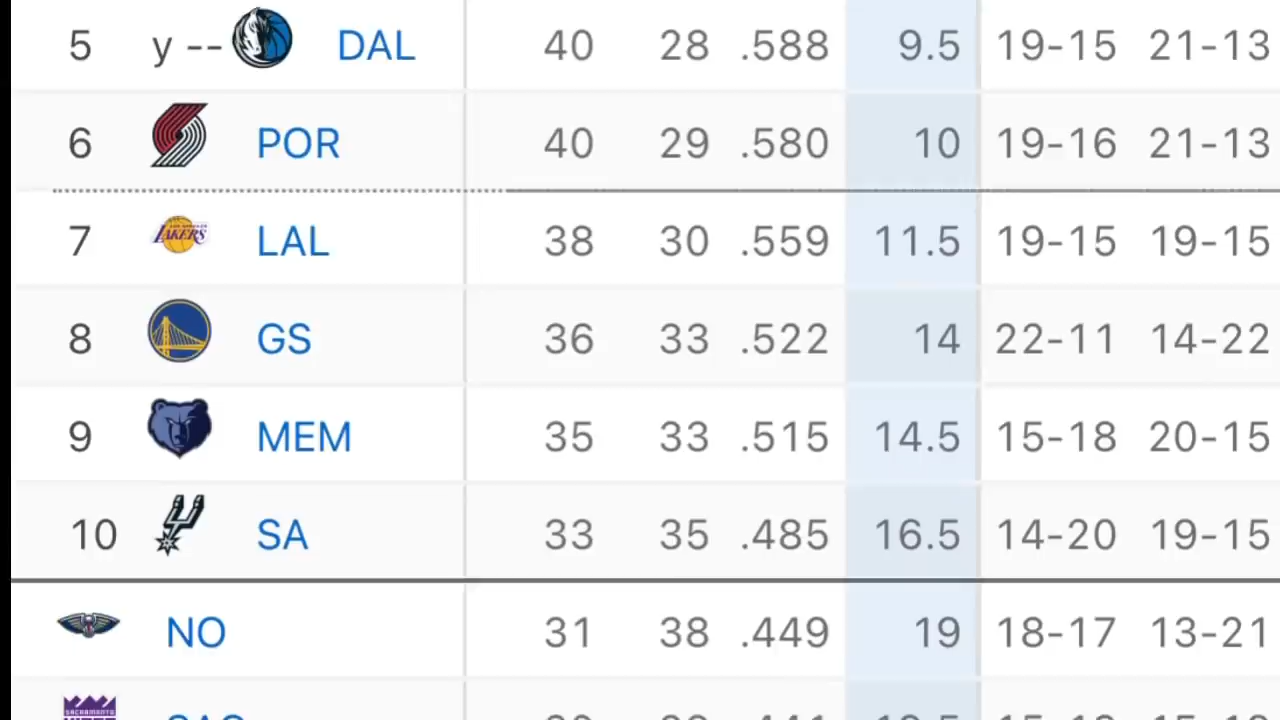 5 y -- DAL 40 28 .588 9.5 19-15 21-13
6 POR 40 29 .580 10 19-16 21-13
LAKERS
7 LAL 38 30 .559 11.5 19-15 19-15
8 GS 36 33 .522 14 22-11 14-22
9 MEM 35 33 .515 14.5 15-18 20-15
10 SA 33 35 .485 16.5 14-20 19-15
NO 31 38 .449 19 18-17 13-21
SACRAMENTO